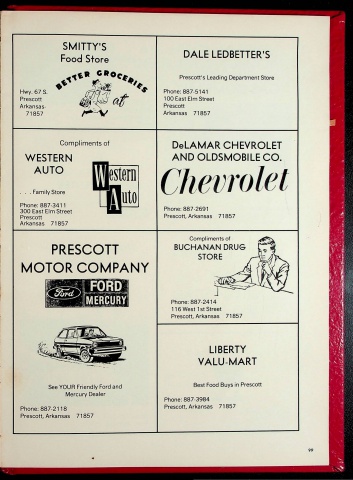 SMITTY'S
Food Store
BETTER GROCERIES
at
Hwy. 67 S.
Prescott
Arkansas
71857
DALE LEDBETTER'S
Prescott's Leading Department Store
Phone: 887-5141
100 East Elm Street
Prescott
Arkansas 71857
Compliments of
WESTERN
AUTO
. . . Family Store
Western
Auto
Phone: 887-3411
300 East Elm Street
Prescott
Arkansas 71857
DeLAMAR CHEVROLET
AND OLDSMOBILE CO.
Chevrolet
Phone: 887-2691
Prescott, Arkansas 71857
PRESCOTT
MOTOR COMPANY
Ford
FORD
MERCURY
See YOUR Friendly Ford and
Mercury Dealer
Phone: 887-2118
Prescott, Arkansas 71857
Compliments of
BUCHANAN DRUG
STORE
Phone: 887-2414
116 West 1st Street
Prescott, Arkansas 71857
LIBERTY
VALU-MART
Best Food Buys in Prescott
Phone: 887-3984
Prescott, Arkansas 71857
99